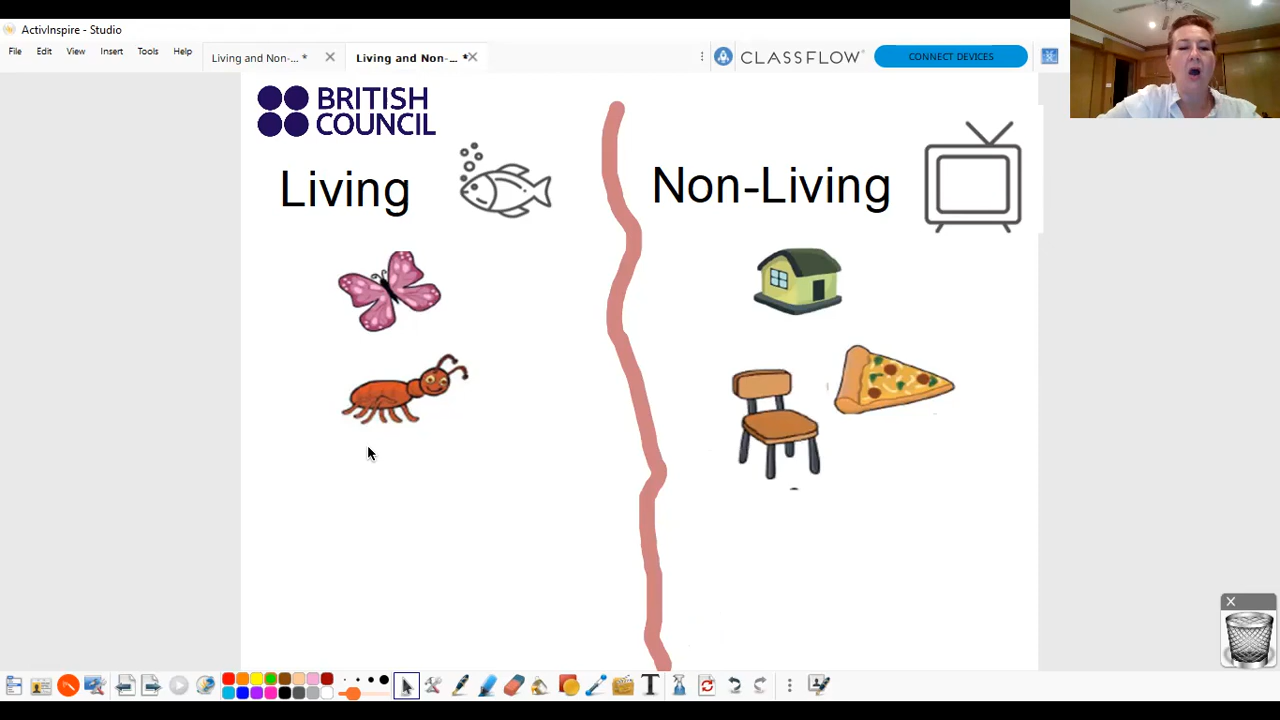 ActivInspire - Studio
File Edit View Insert Tools Help
Living and Non-... * Living and Non- ... *
CLASSFLOW
CONNECT DEVICES
BRITISH
COUNCIL
Living
Non-Living
X
T